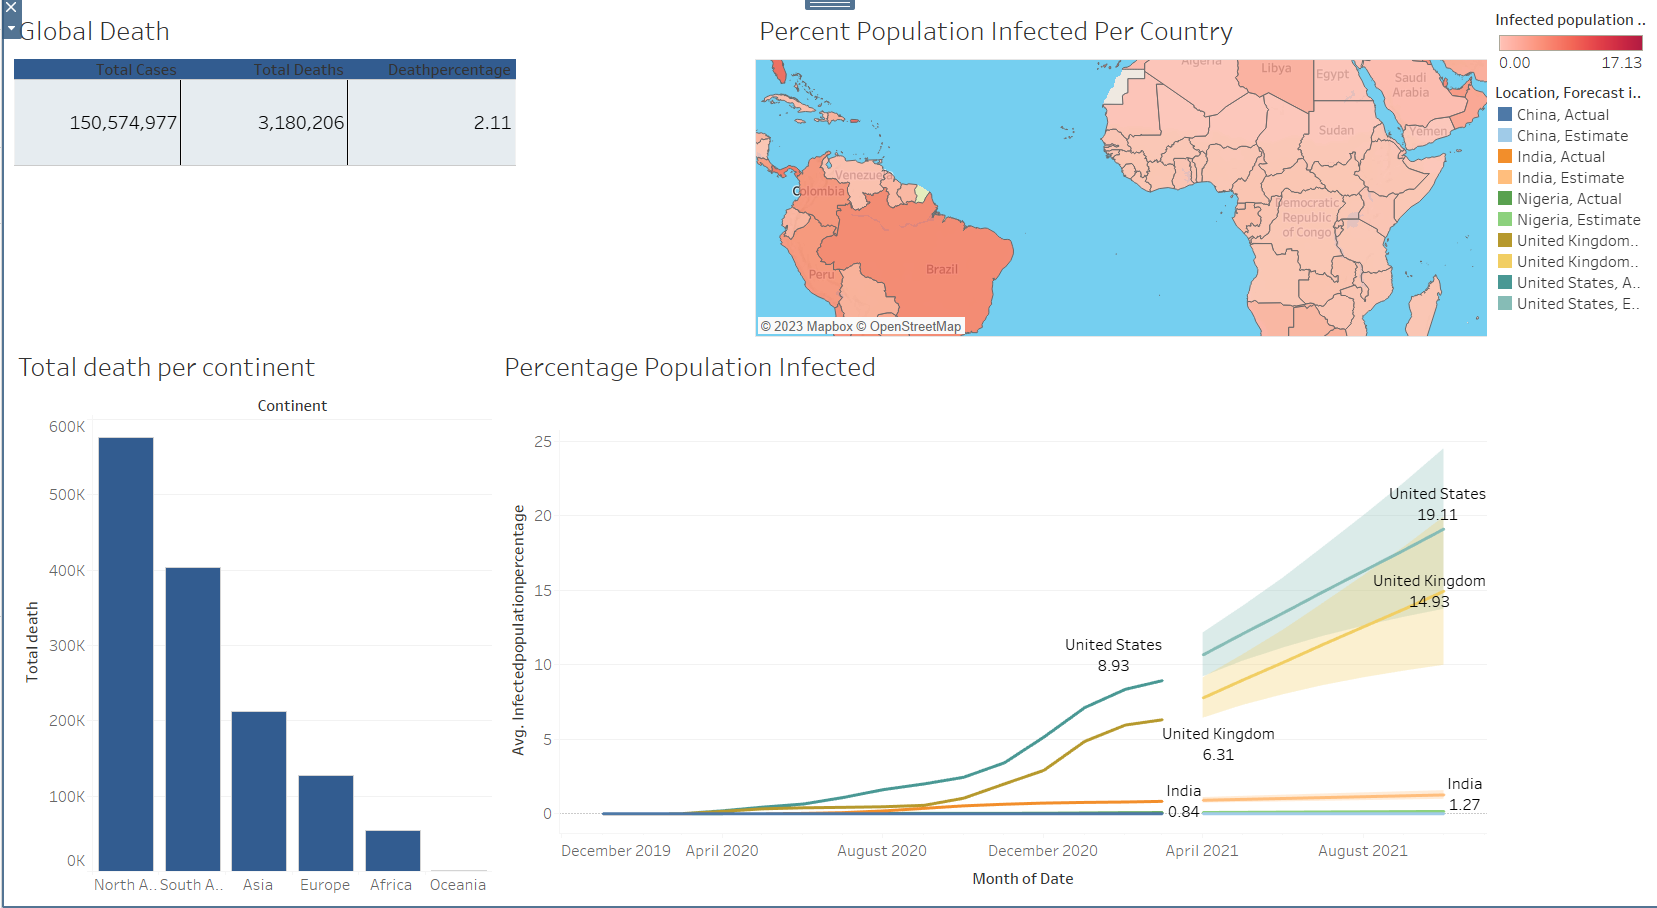 Global Death
Total Cases Total Deaths Deathpercentage
150,574,977 3,180,206 2.11
Percent Population Infected Per Country
Algeria
Libya
Egypt
Saudi
Arabia
Sudan
Yemen
Venezue
Colombia
Democratic
Republic
of Congo
Brazil
Peru
© 2023 Mapbox © OpenStreetMap
Infected population ..
0.00 17.13
Location, Forecast i..
China, Actual
China, Estimate
India, Actual
India, Estimate
Nigeria, Actual
Nigeria, Estimate
United Kingdom..
United Kingdom..
United States, A..
United States, E..
Total death per continent
Continent
600K
500K
400K
300K
200K
100K
0K
Total death
North A.. South A.. Asia Europe Africa Oceania
Percentage Population Infected
25
20
15
10
5
0
Avg. Infectedpopulationpercentage
United States
19.11
United Kingdom
14.93
United States
8.93
United Kingdom
6.31
India
0.84
India
1.27
December 2019 April 2020 August 2020 December 2020 April 2021 August 2021
Month of Date